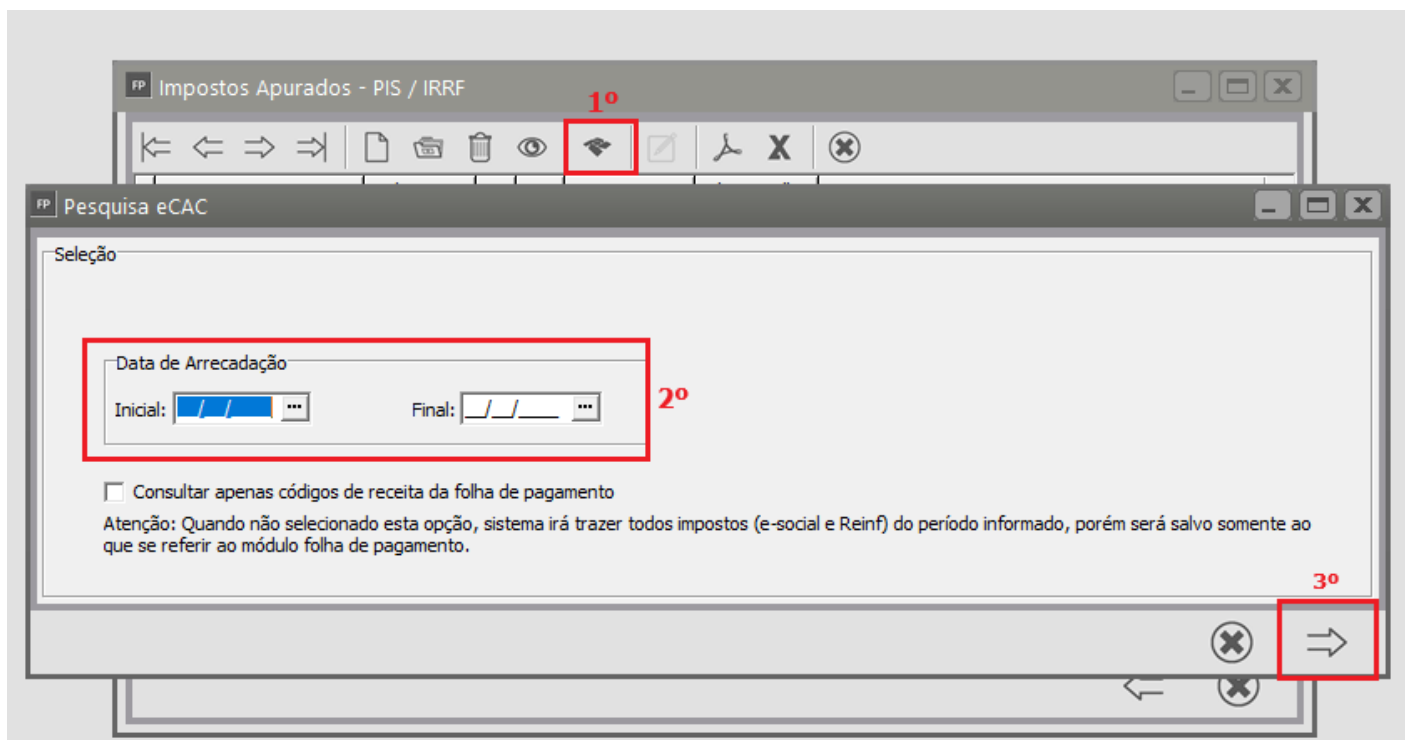 FP Impostos Apurados - PIS / IRRF
1º
X
FP Pesquisa eCAC
Seleção
Data de Arrecadação
Inicial: __/__/____ ... Final: __/__/____ ...
2º
Consultar apenas códigos de receita da folha de pagamento
Atenção: Quando não selecionado esta opção, sistema irá trazer todos impostos (e-social e Reinf) do período informado, porém será salvo somente ao
que se referir ao módulo folha de pagamento.
3º